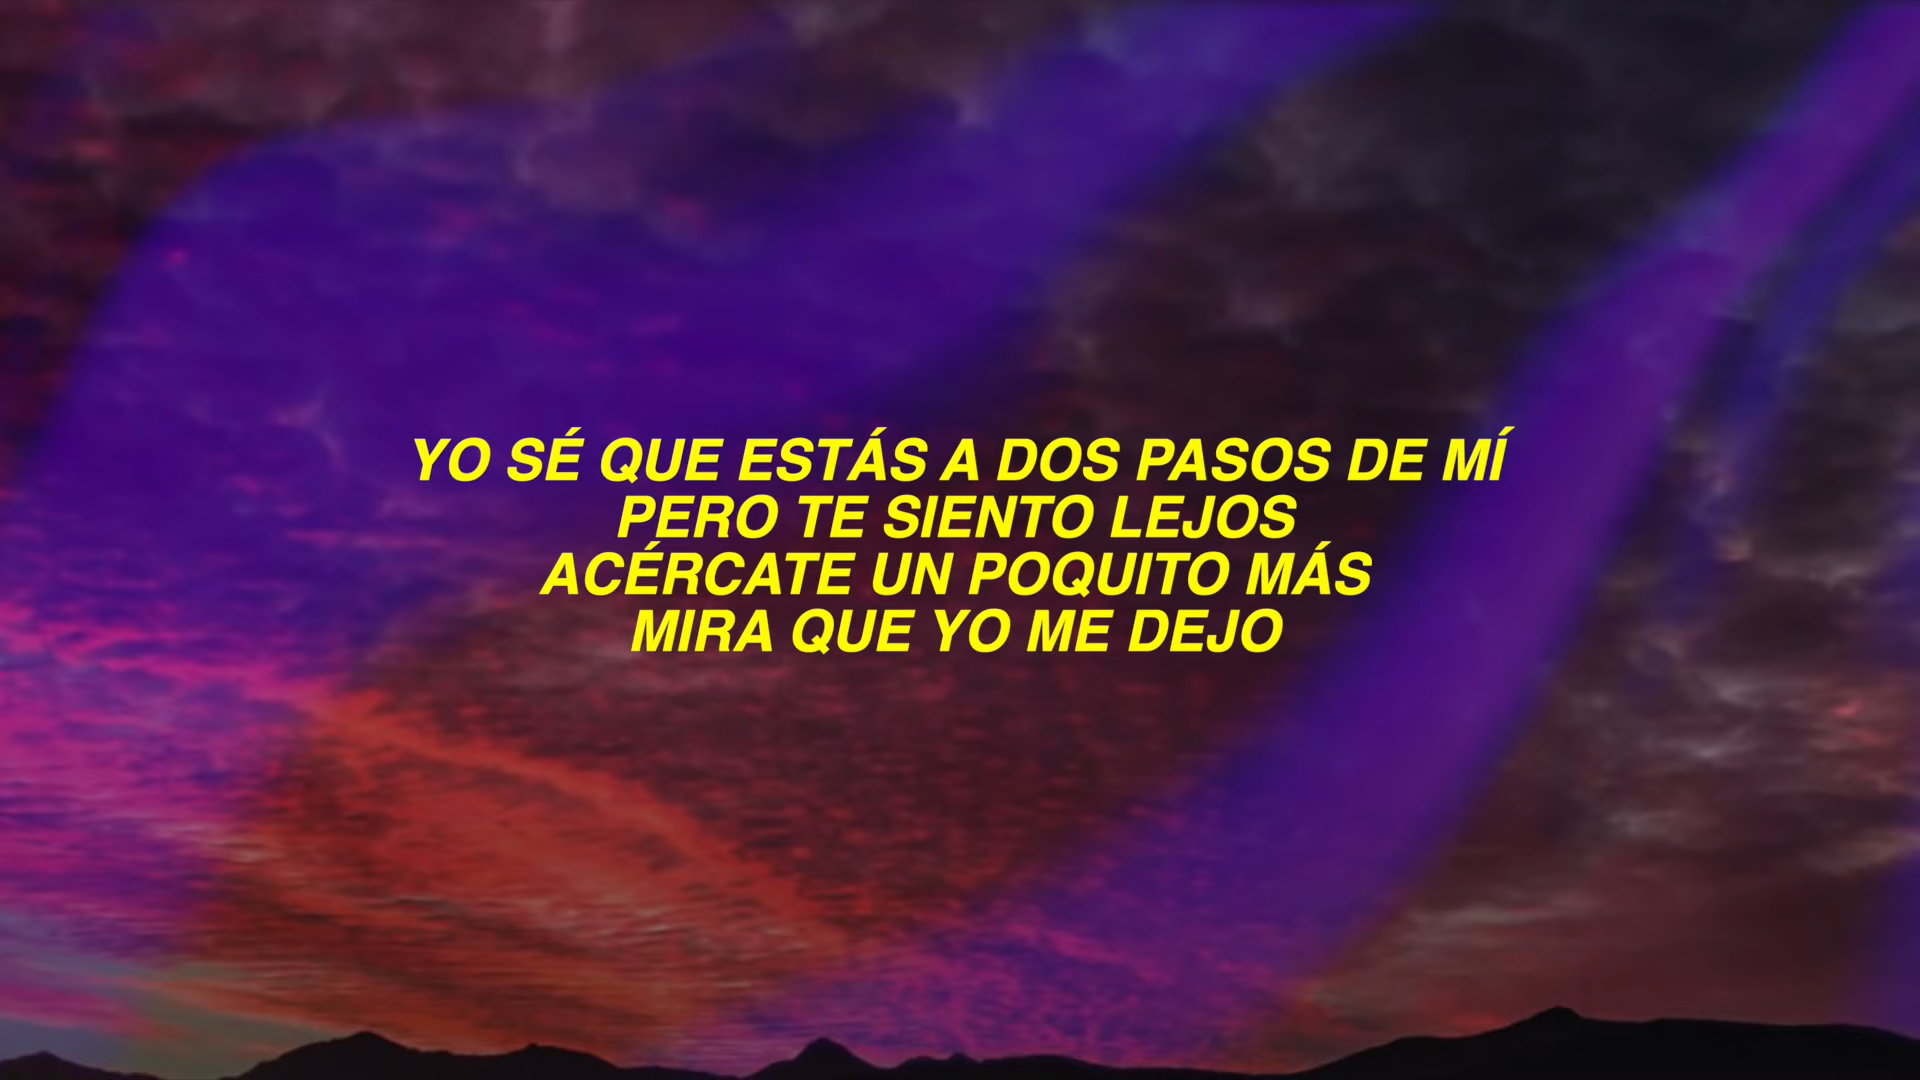 YO SÉ QUE ESTÁS A DOS PASOS DE MÍ
PERO TE SIENTO LEJOS
ACÉRCATE UN POQUITO MÁS
MIRA QUE YO ME DEJO